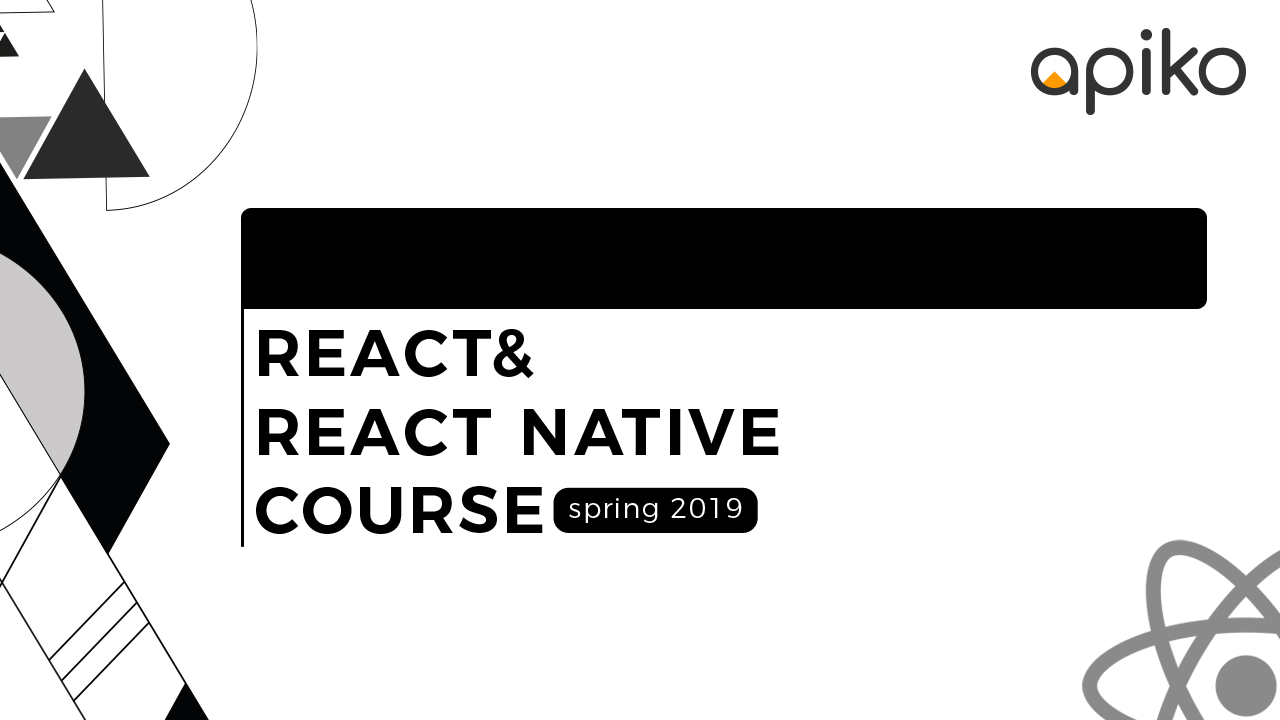 apiko
REACT&
REACT NATIVE
COURSE spring 2019